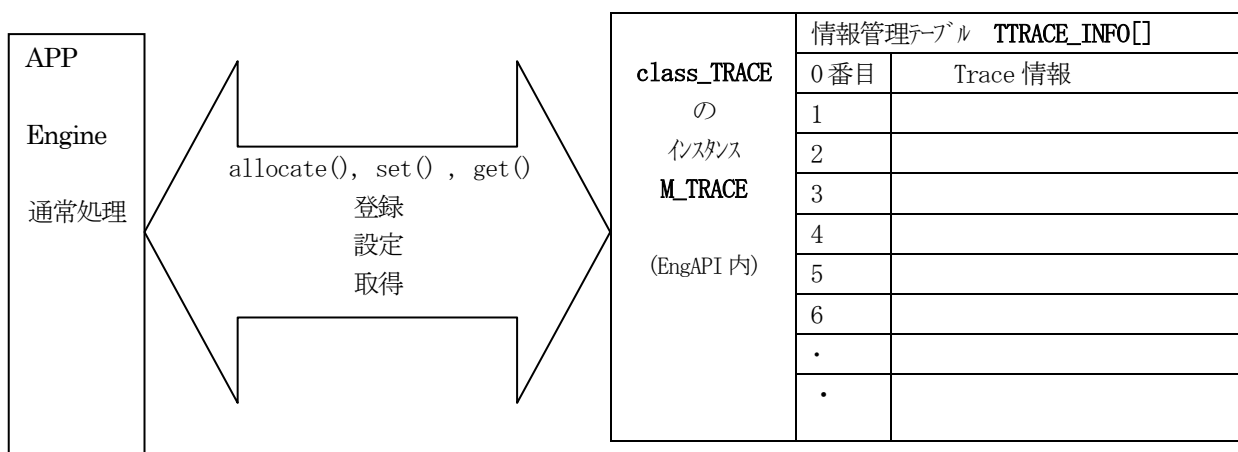 APP
Engine
通常処理
allocate(), set() , get()
登録
設定
取得
class_TRACE
の
インスタンス
M_TRACE
(EngAPI 内)
情報管理テーブル TTRACE_INFO[]
0番目 Trace 情報
1
2
3
4
5
6
・
・